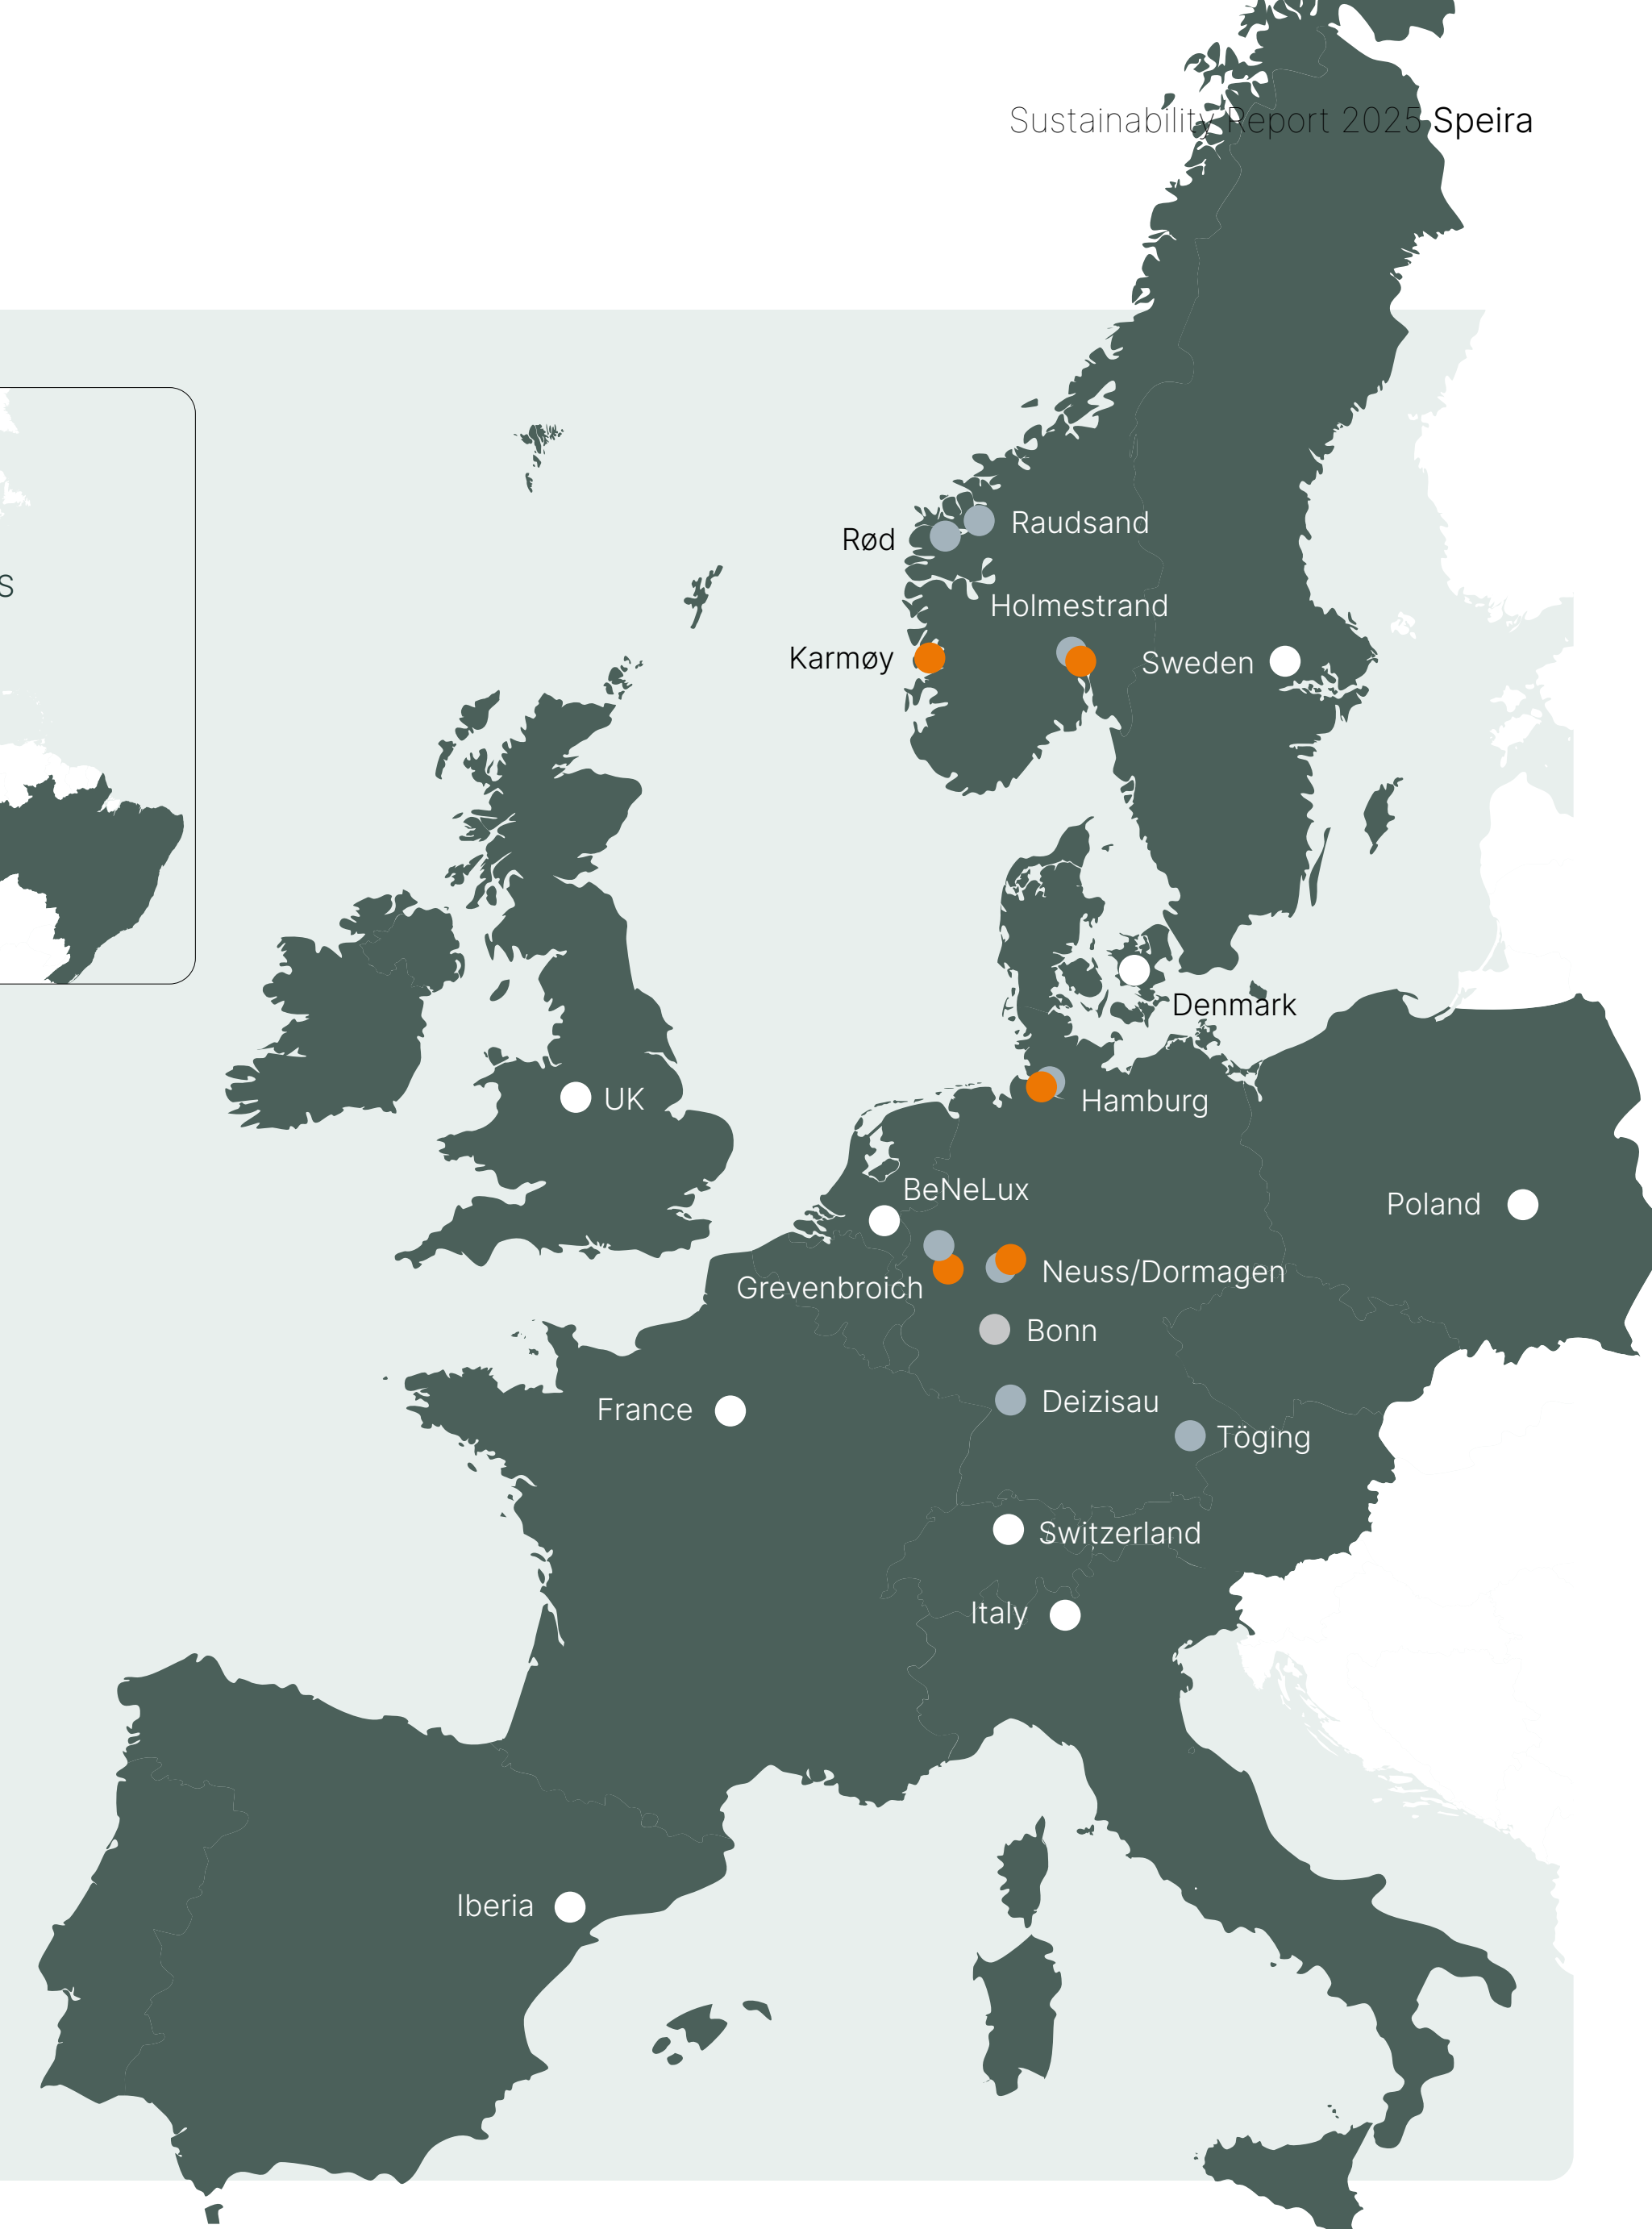 Sustainability Report 2025 Speira
Raudsand
Rød
s
Holmestrand
Karmøy
Sweden
Denmark
UK
Hamburg
BeNeLux
Poland
Neuss/Dormagen
Grevenbroich
Bonn
Deizisau
France
Töging
Switzerland
Italy
Iberia